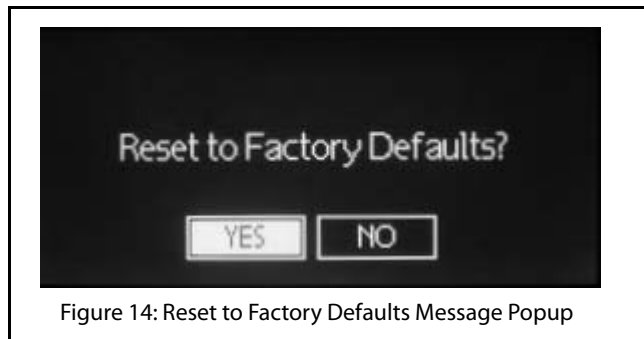 Reset to Factory Defaults?
YES NO
Figure 14: Reset to Factory Defaults Message Popup